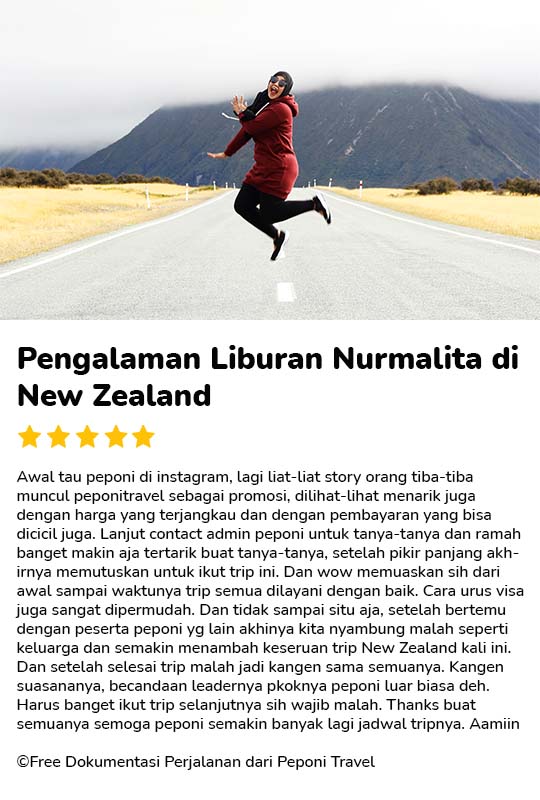 Pengalaman Liburan Nurmalita di
New Zealand
Awal tau peponi di instagram, lagi liat-liat story orang tiba-tiba
muncul peponitravel sebagai promosi, dilihat-lihat menarik juga
dengan harga yang terjangkau dan dengan pembayaran yang bisa
dicicil juga. Lanjut contact admin peponi untuk tanya-tanya dan ramah
banget makin aja tertarik buat tanya-tanya, setelah pikir panjang akh-
irnya memutuskan untuk ikut trip ini. Dan wow memuaskan sih dari
awal sampai waktunya trip semua dilayani dengan baik. Cara urus visa
juga sangat dipermudah. Dan tidak sampai situ aja, setelah bertemu
dengan peserta peponi yg lain akhinya kita nyambung malah seperti
keluarga dan semakin menambah keseruan trip New Zealand kali ini.
Dan setelah selesai trip malah jadi kangen sama semuanya. Kangen
suasananya, becandaan leadernya pkoknya peponi luar biasa deh.
Harus banget ikut trip selanjutnya sih wajib malah. Thanks buat
semuanya semoga peponi semakin banyak lagi jadwal tripnya. Aamiin
©Free Dokumentasi Perjalanan dari Peponi Travel